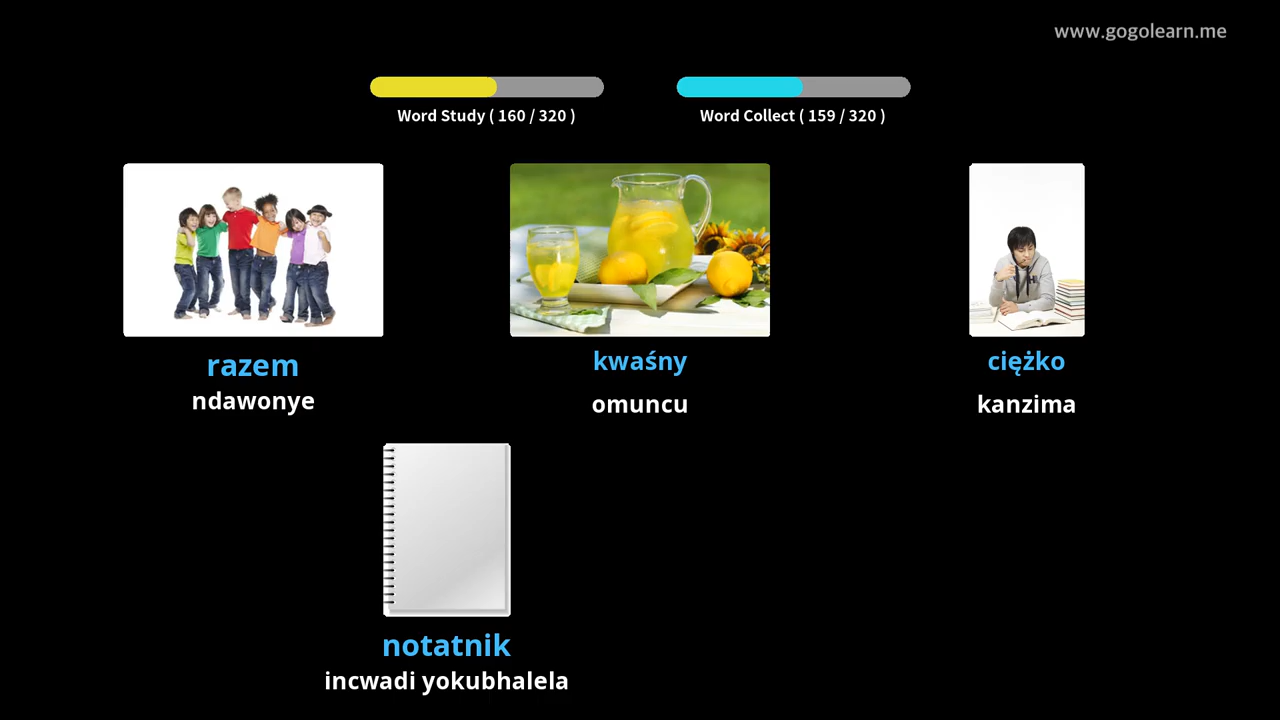 www.gogolearn.me
Word Study ( 160 / 320 )
Word Collect ( 159 / 320 )
razem
ndawonye
kwaśny
omuncu
ciężko
kanzima
notatnik
incwadi yokubhalela